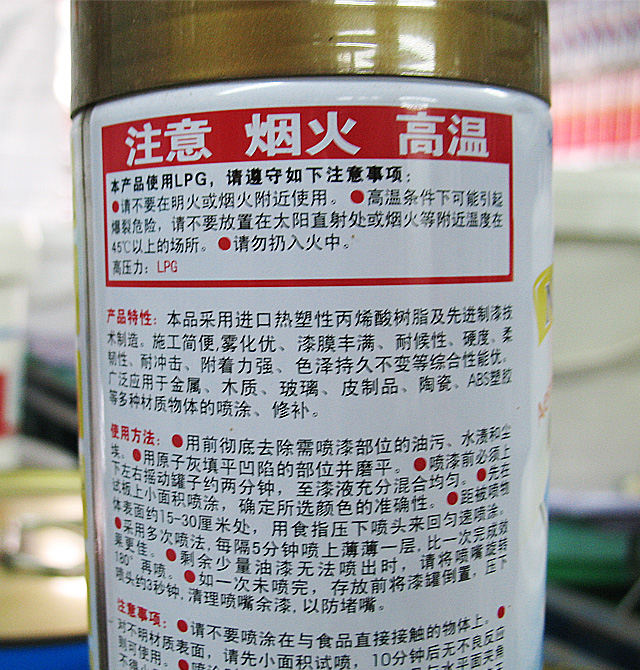 注意 烟火 高温
本产品使用LPG，请遵守如下注意事项：
●请不要在明火或烟火附近使用。●高温条件下可能引起
爆裂危险，请不要放置在太阳直射处或烟火等附近温度在
45℃以上的场所。●请勿扔入火中。
高压力：LPG
产品特性：本品采用进口热塑性丙烯酸树脂及先进制漆技
术制造。施工简便，雾化优、漆膜丰满、耐候性、硬度、柔
韧性、耐冲击、附着力强、色泽持久不变等综合性能优。
广泛应用于金属、木质、玻璃、皮制品、陶瓷、ABS塑胶
等多种材质物体的喷涂、修补。
使用方法：●用前彻底去除需喷漆部位的油污、水渍和尘
埃。●用原子灰填平凹陷的部位并磨平。●喷漆前必须上
下左右摇动罐子约两分钟，至漆液充分混合均匀。●先在
试板上小面积喷涂，确定所选颜色的准确性。●距被喷物
体表面约15-30厘米处，用食指压下喷头来回匀速喷涂。
●采用多次喷法，每隔5分钟喷上薄薄一层，比一次完成效
果更佳。●剩余少量油漆无法喷出时，请将喷嘴旋转
180°再喷。●如一次未喷完，存放前将漆罐倒置，压下
喷头约3秒钟，清理喷嘴余漆，以防堵嘴。
注意事项：●请不要喷涂在与食品直接接触的物体上。●
对不明材质表面，请先小面积试喷，10分钟后无不良反应
则可使用。